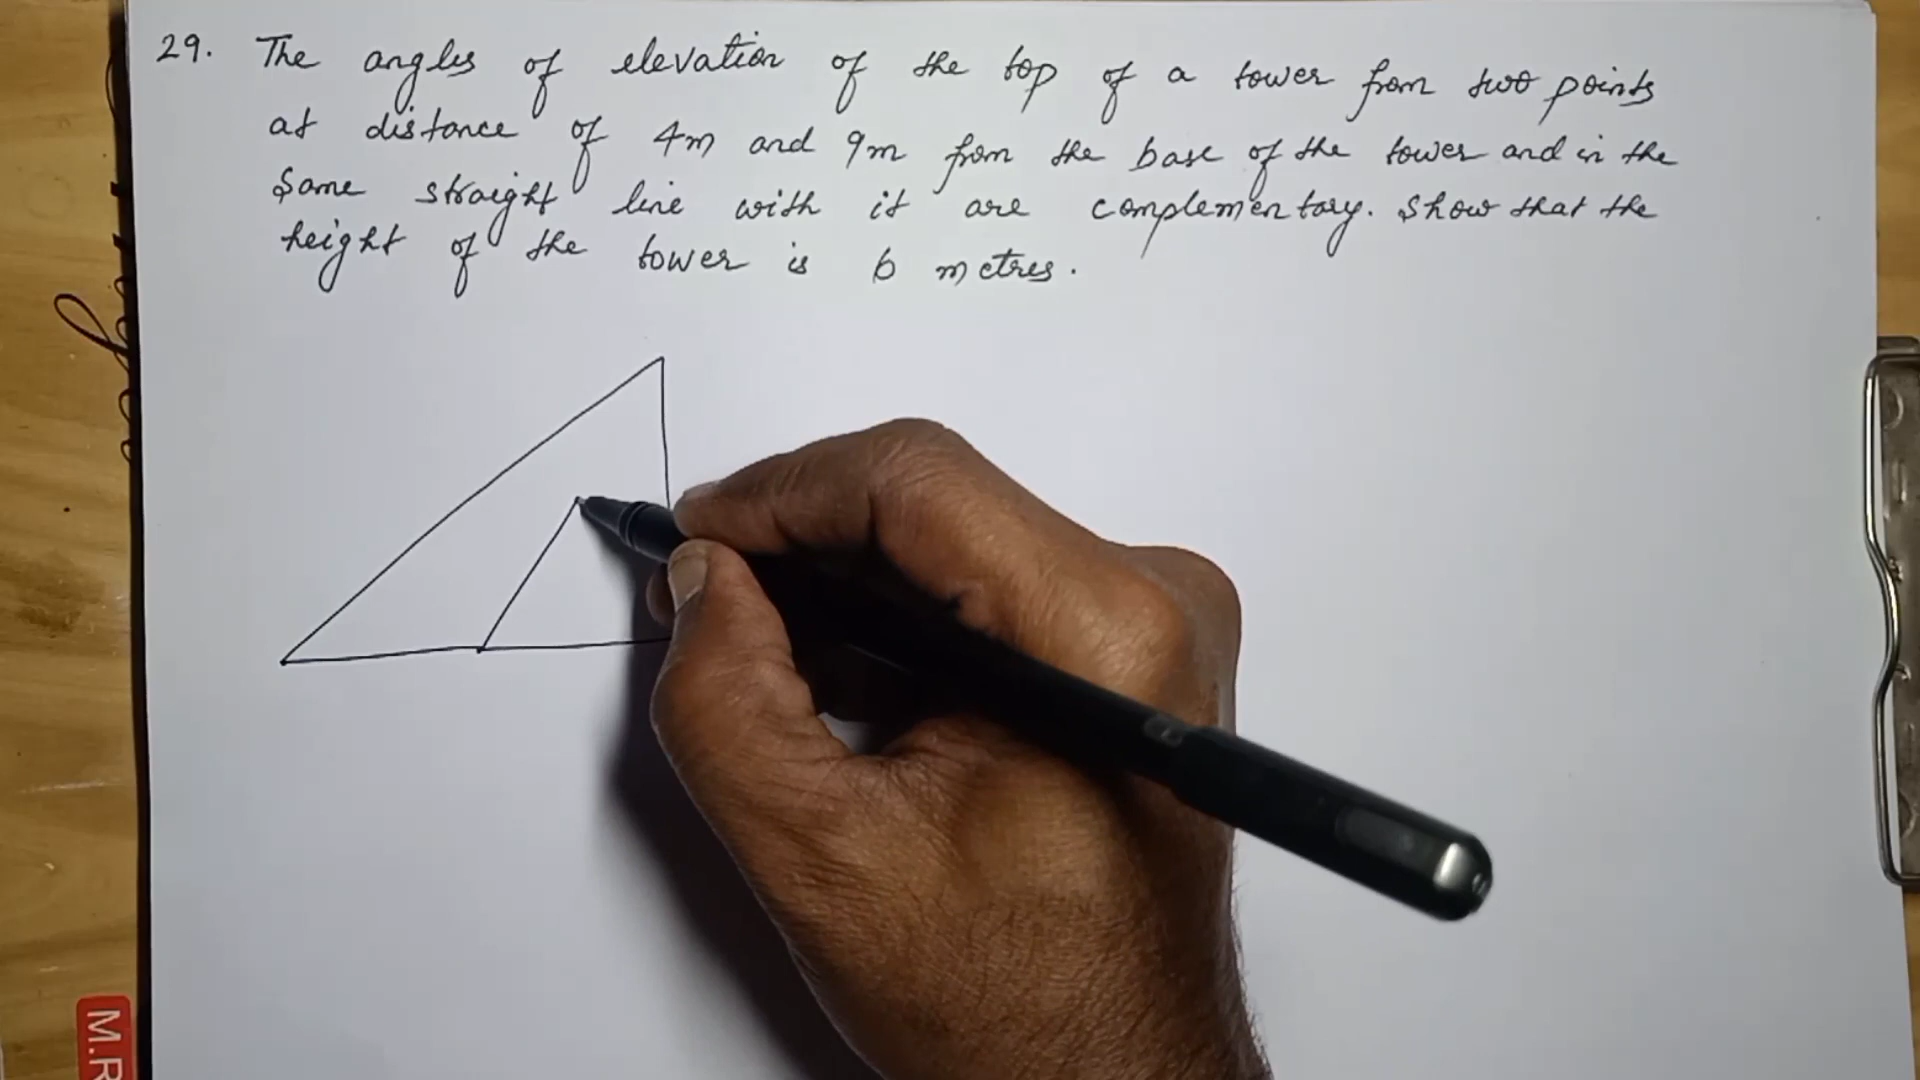 29. The angles of elevation of the top of a tower from two points
at distance of 4m and 9m from the base of the tower and in the
same straight line with it are complementary. Show that the
height of the tower is 6 metres.
M.R